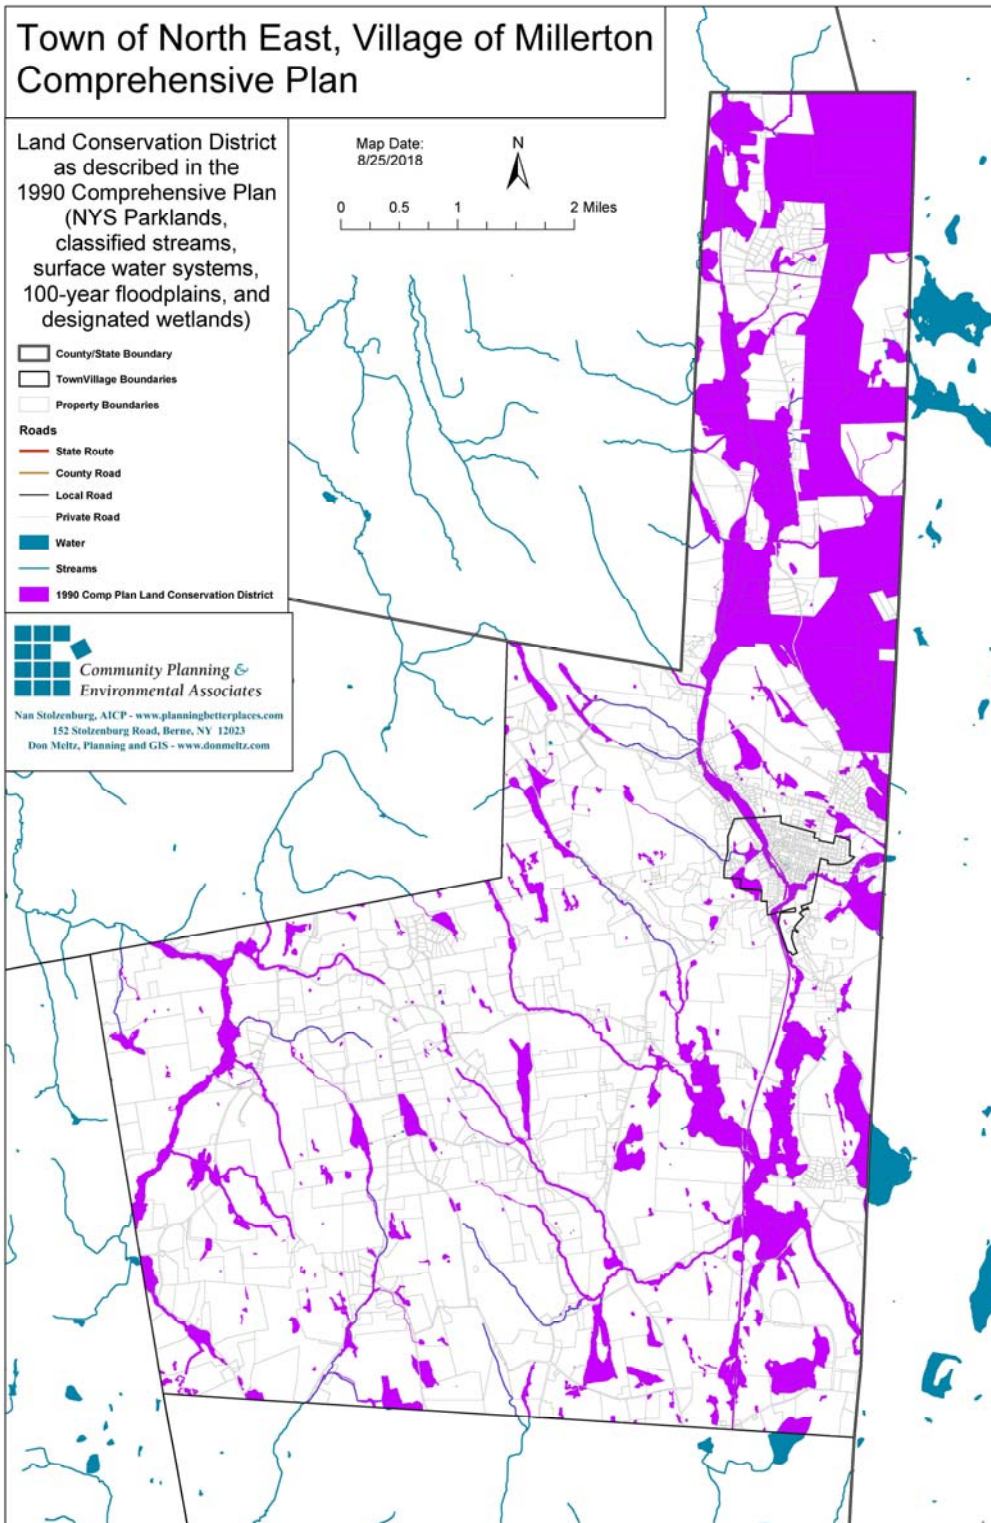 Town of North East, Village of Millerton
Comprehensive Plan
Land Conservation District
as described in the
1990 Comprehensive Plan
(NYS Parklands,
classified streams,
surface water systems,
100-year floodplains, and
designated wetlands)
Map Date:
8/25/2018
N
0 0.5 1 2 Miles
County/State Boundary
TownVillage Boundaries
Property Boundaries
Roads
State Route
County Road
Local Road
Private Road
Water
Streams
1990 Comp Plan Land Conservation District
Community Planning &
Environmental Associates
Nan Stolzenburg, AICP - www.planningbetterplaces.com
152 Stolzenburg Road, Berne, NY 12023
Don Meltz, Planning and GIS - www.donmeltz.com